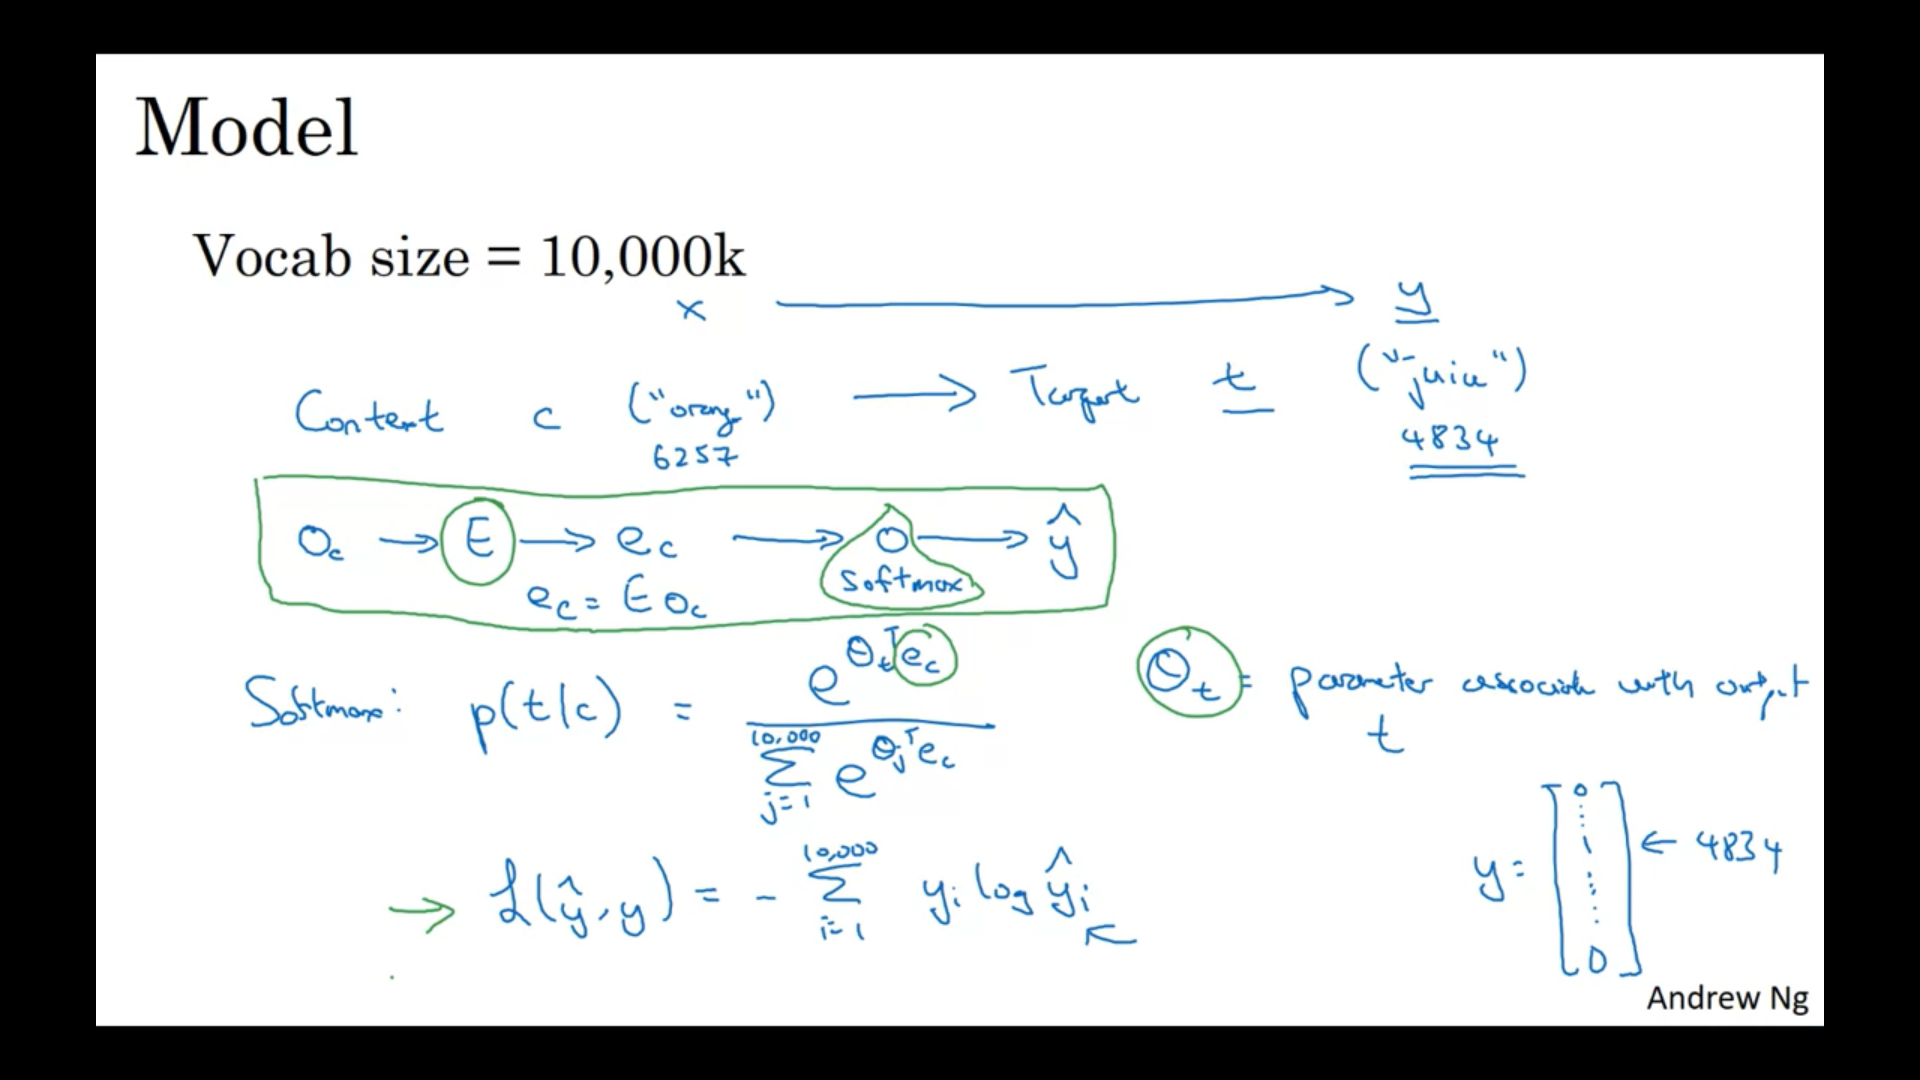 Model
Vocab size = 10,000k
x → y
Content c ("orange") → Target t ("juice")
6257 4834
O_c → E → e_c → O → ŷ
softmax
e_c = E O_c
Softmax: p(t|c) = e^{θ_t^T e_c} / Σ_{j=1}^{10,000} e^{θ_j^T e_c}
θ_t = parameter associate with output
t
→ L(ŷ, y) = - Σ_{i=1}^{10,000} y_i log ŷ_i ←
y = [0 ⋮ 1 ⋮ 0] ← 4834
Andrew Ng